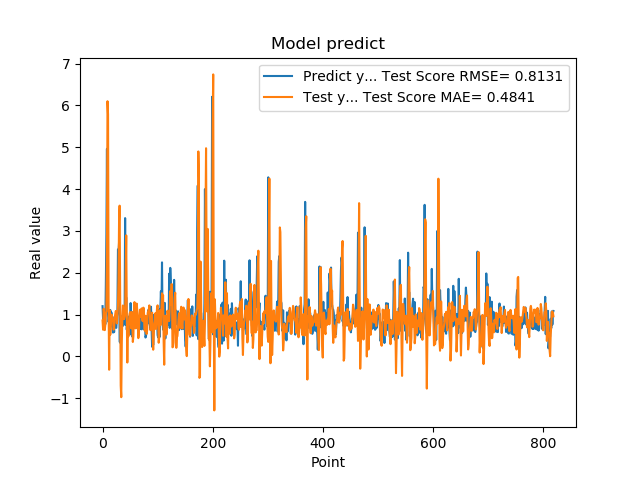 Model predict
Predict y... Test Score RMSE= 0.8131
Test y... Test Score MAE= 0.4841
Real value
7
6
5
4
3
2
1
0
−1
0 200 400 600 800
Point